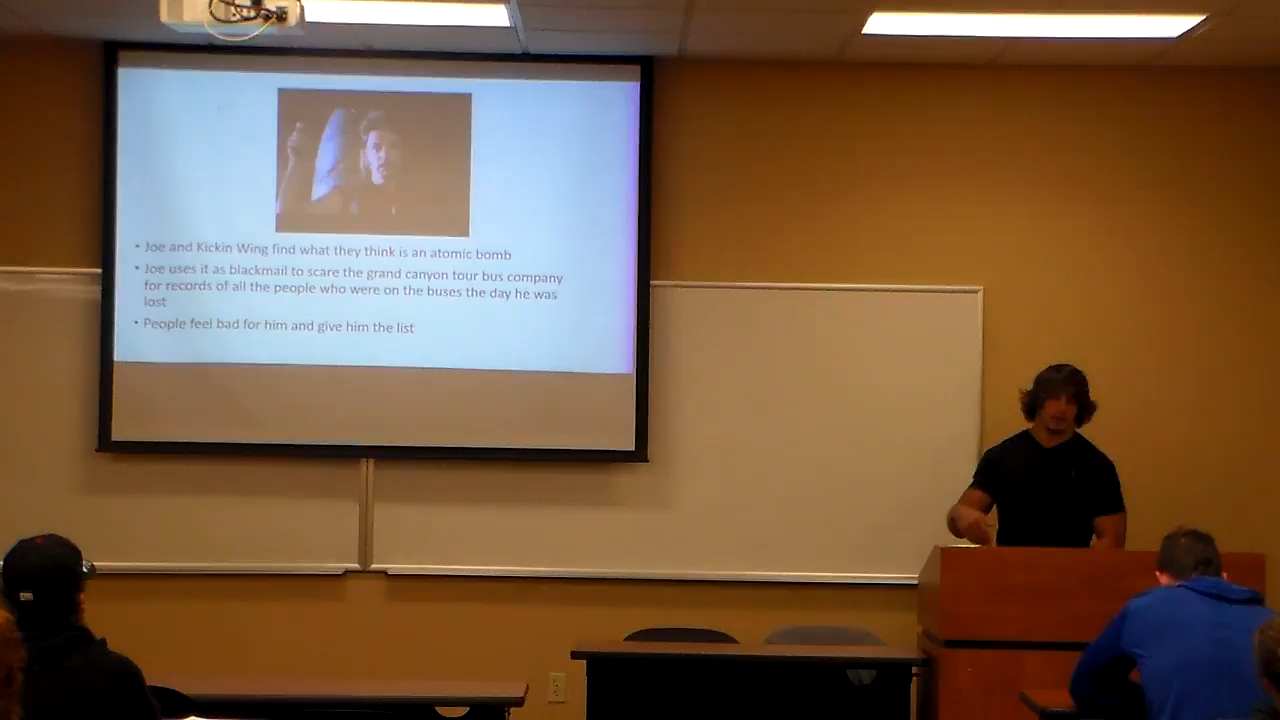 • Joe and Kickin Wing find what they think is an atomic bomb
• Joe uses it as blackmail to scare the grand canyon tour bus company
for records of all the people who were on the buses the day he was
lost
• People feel bad for him and give him the list